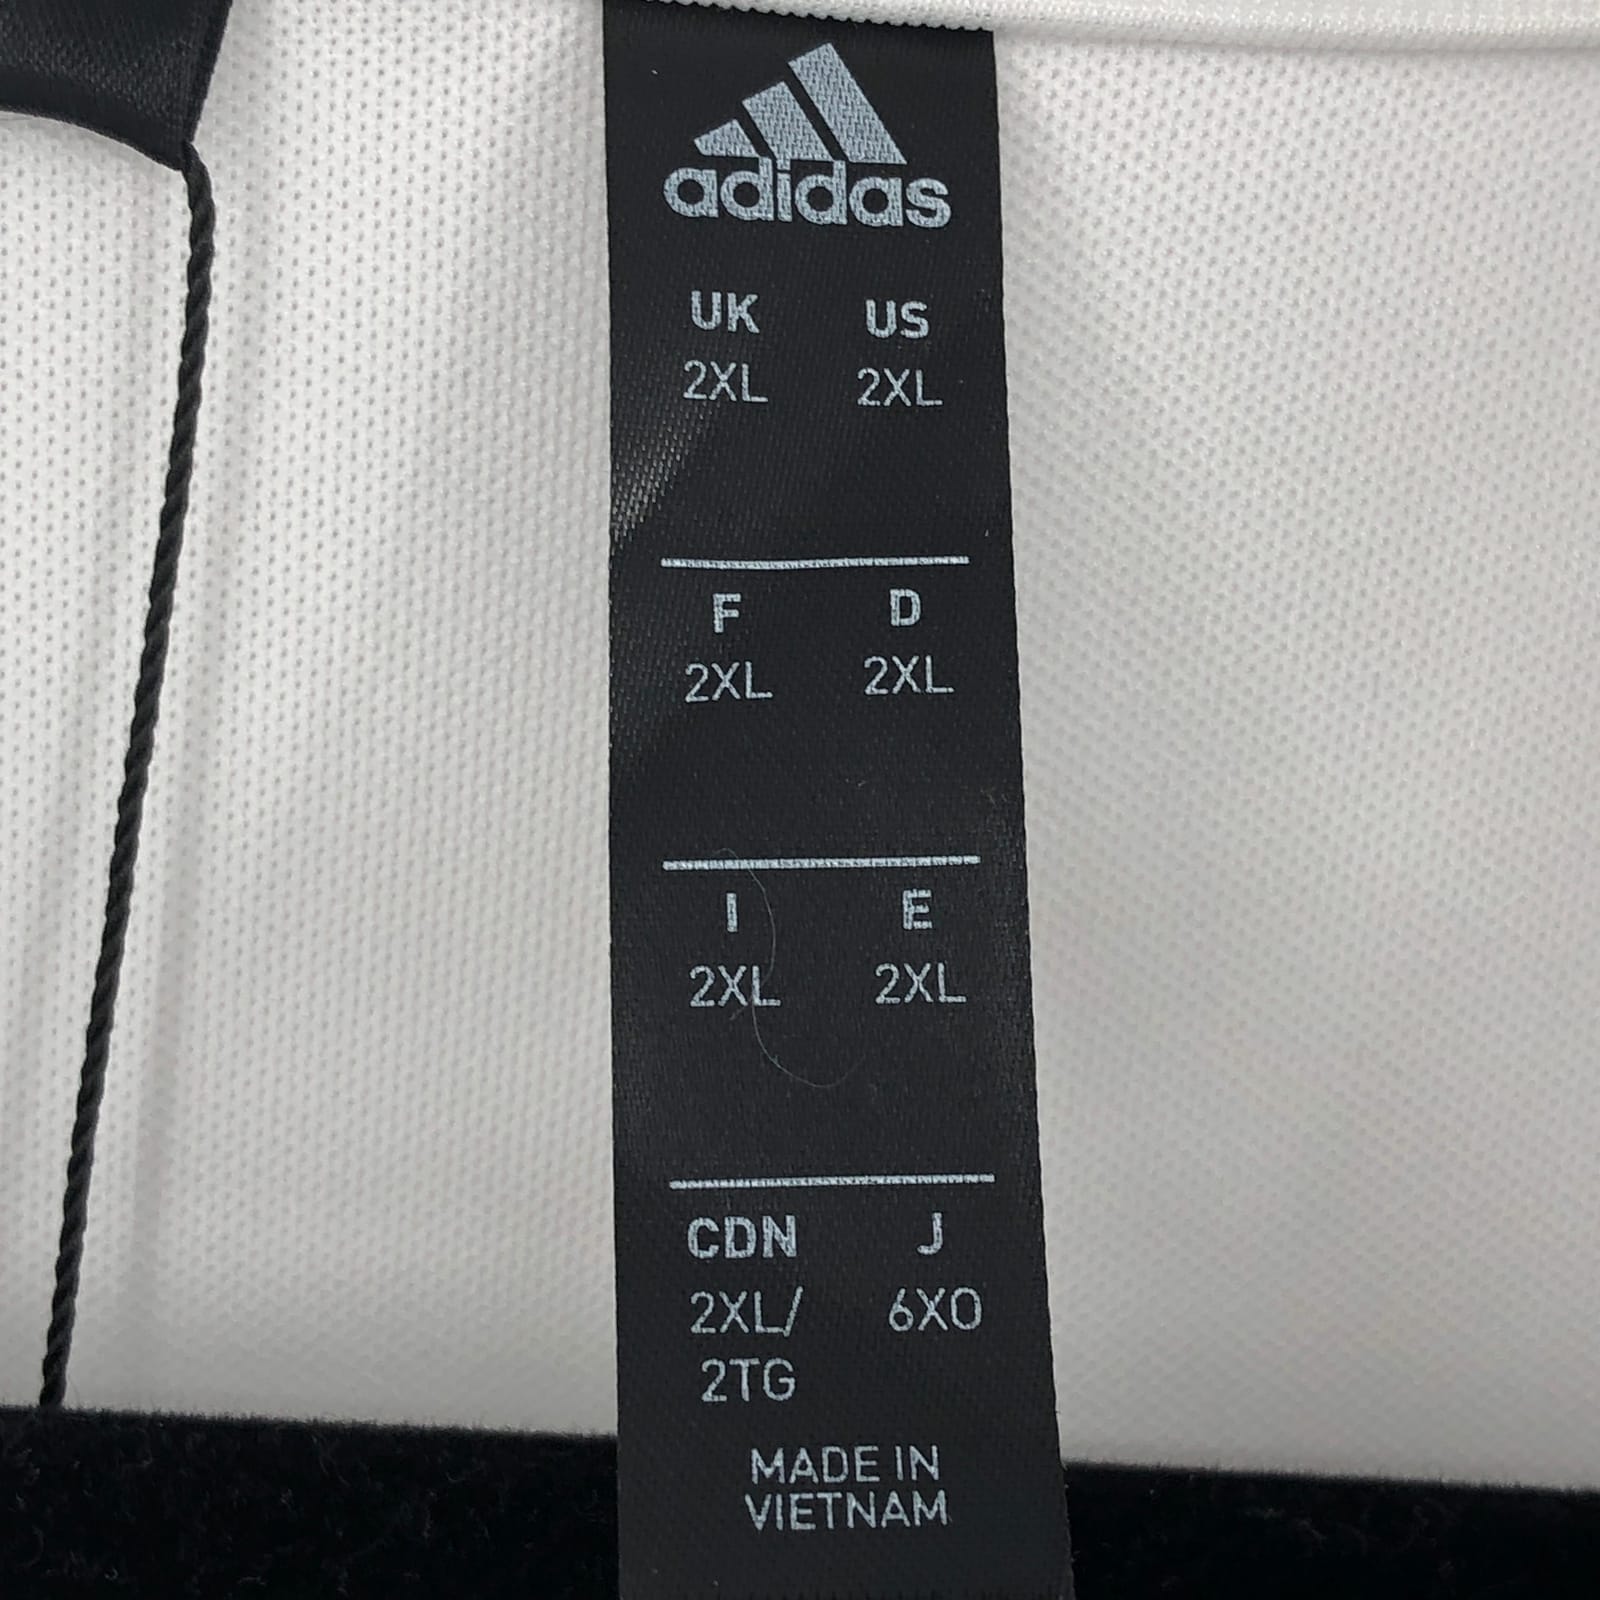 adidas
UK US
2XL 2XL
F D
2XL 2XL
I E
2XL 2XL
CDN J
2XL/ 6XO
2TG
MADE IN
VIETNAM